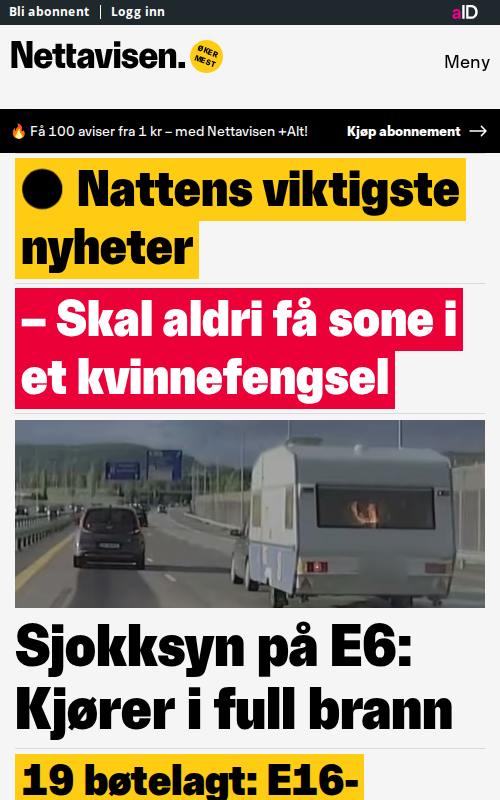 Bli abonnent | Logg inn
aID
Nettavisen.
ØKER
MEST
Meny
🔥 Få 100 aviser fra 1 kr – med Nettavisen +Alt!
Kjøp abonnement →
Nattens viktigste
nyheter
– Skal aldri få sone i
et kvinnefengsel
Sjokksyn på E6:
Kjører i full brann
19 bøtelagt: E16-